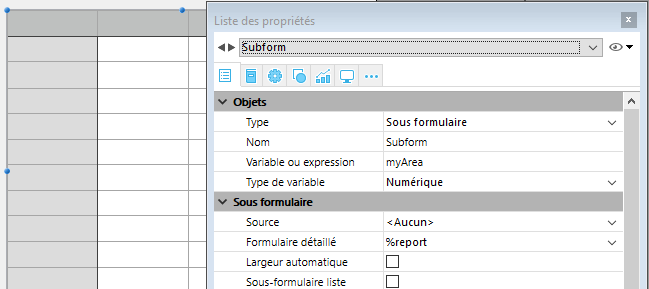 Liste des propriétés x
Subform
Objets
Type Sous formulaire
Nom Subform
Variable ou expression myArea
Type de variable Numérique
Sous formulaire
Source <Aucun>
Formulaire détaillé %report
Largeur automatique
Sous-formulaire liste